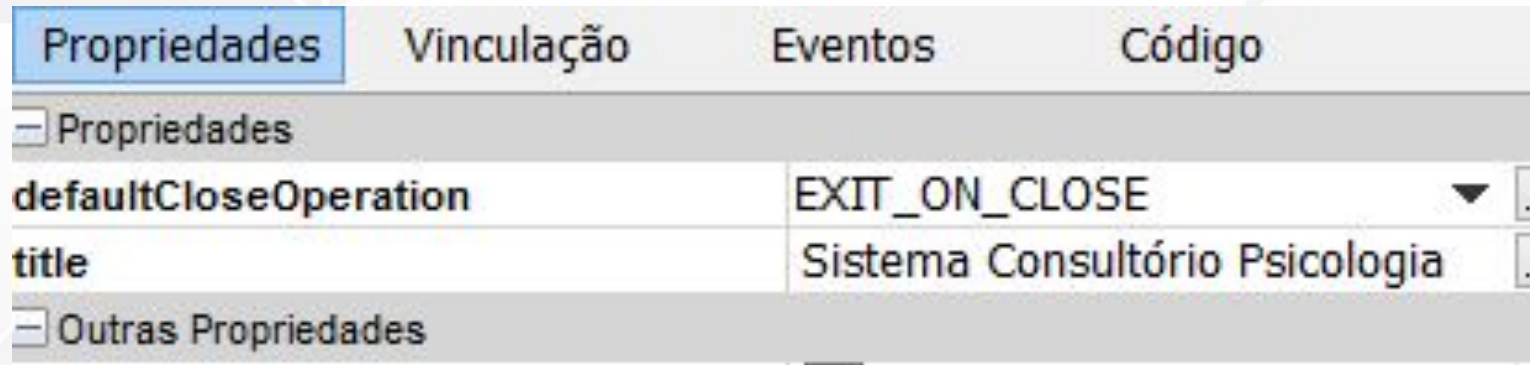 Propriedades Vinculação Eventos Código
Propriedades
defaultCloseOperation EXIT_ON_CLOSE
title Sistema Consultório Psicologia
Outras Propriedades